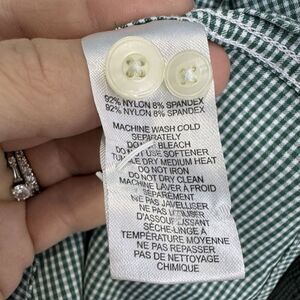 92% NYLON 8% SPANDEX
92% NYLON 8% SPANDEX
MACHINE WASH COLD
SEPARATELY
DO NOT BLEACH
DO NOT USE SOFTENER
TUMBLE DRY MEDIUM HEAT
DO NOT IRON
DO NOT DRY CLEAN
MACHINE LAVER À FROID
SÉPARÉMENT
NE PAS JAVELLISER
NE PAS UTILISER
D'ASSOUPLISSANT
SÈCHE-LINGE À
TEMPÉRATURE MOYENNE
NE PAS REPASSER
PAS DE NETTOYAGE
CHIMIQUE